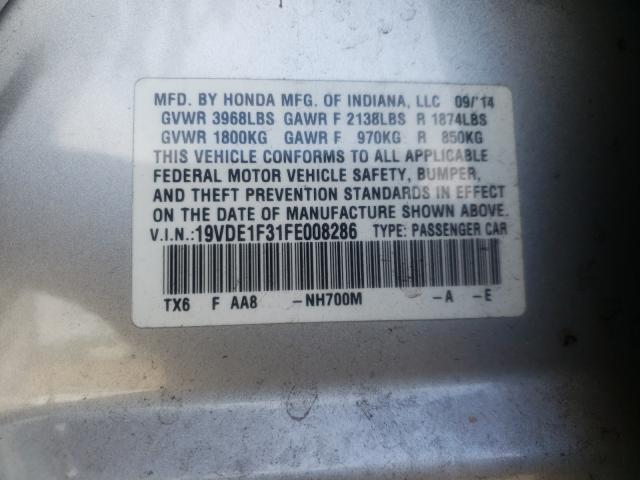 MFD. BY HONDA MFG. OF INDIANA, LLC 09/'14
GVWR 3968LBS GAWR F 2138LBS R 1874LBS
GVWR 1800KG GAWR F 970KG R 850KG
THIS VEHICLE CONFORMS TO ALL APPLICABLE
FEDERAL MOTOR VEHICLE SAFETY, BUMPER,
AND THEFT PREVENTION STANDARDS IN EFFECT
ON THE DATE OF MANUFACTURE SHOWN ABOVE.
V.I.N.:19VDE1F31FE008286 TYPE: PASSENGER CAR
TX6 F AA8 -NH700M -A -E